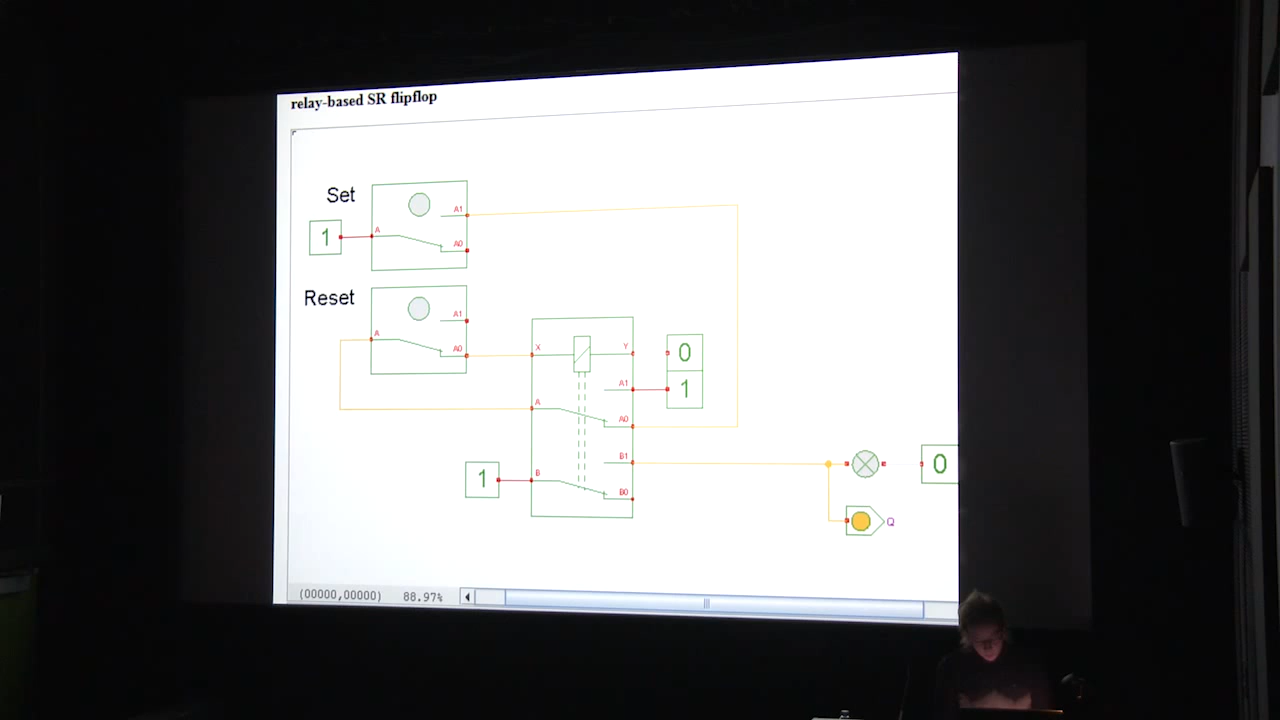 relay-based SR flipflop
Set
1
A
A1
A0
Reset
A
A1
A0
X
Y
0
A1
1
A
A0
B1
1
B
B0
0
Q
(00000,00000) 88.97%